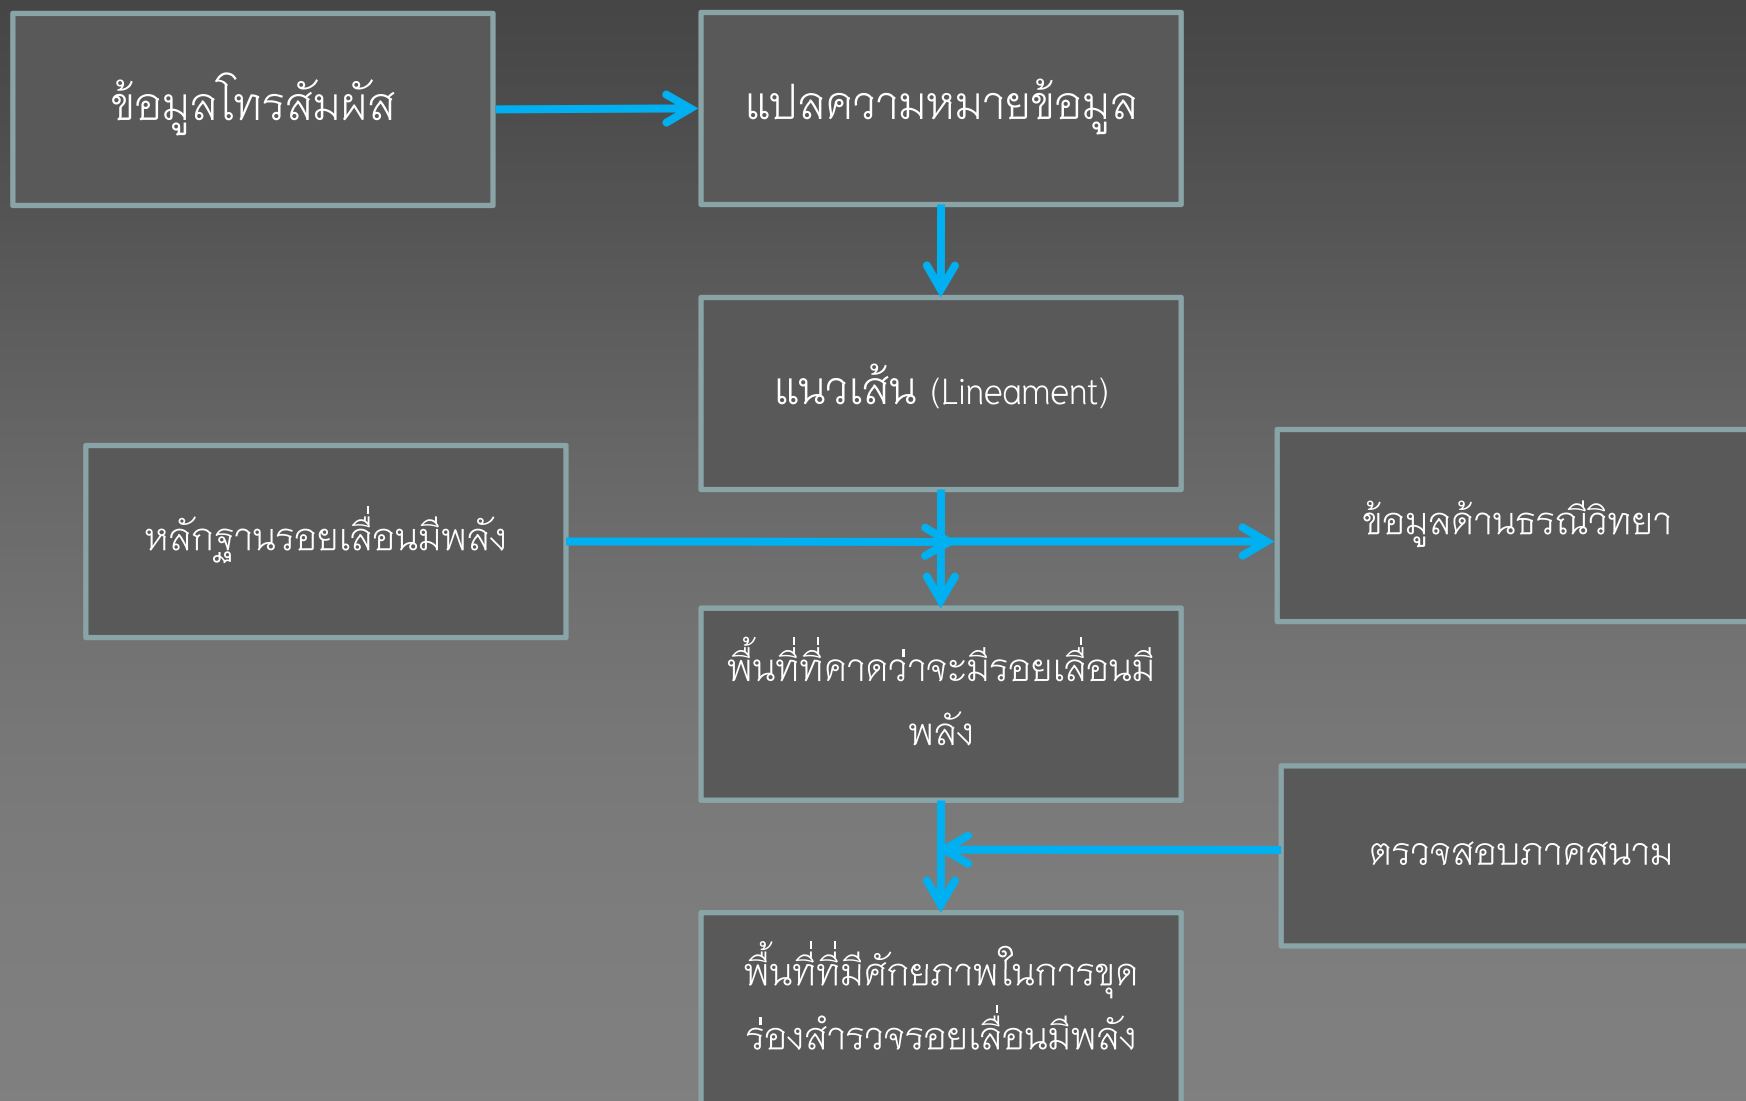 ข้อมูลโทรสัมผัส
แปลความหมายข้อมูล
แนวเส้น (Lineament)
หลักฐานรอยเลื่อนมีพลัง
ข้อมูลด้านธรณีวิทยา
พื้นที่ที่คาดว่าจะมีรอยเลื่อนมี
พลัง
ตรวจสอบภาคสนาม
พื้นที่ที่มีศักยภาพในการขุด
ร่องสำรวจรอยเลื่อนมีพลัง